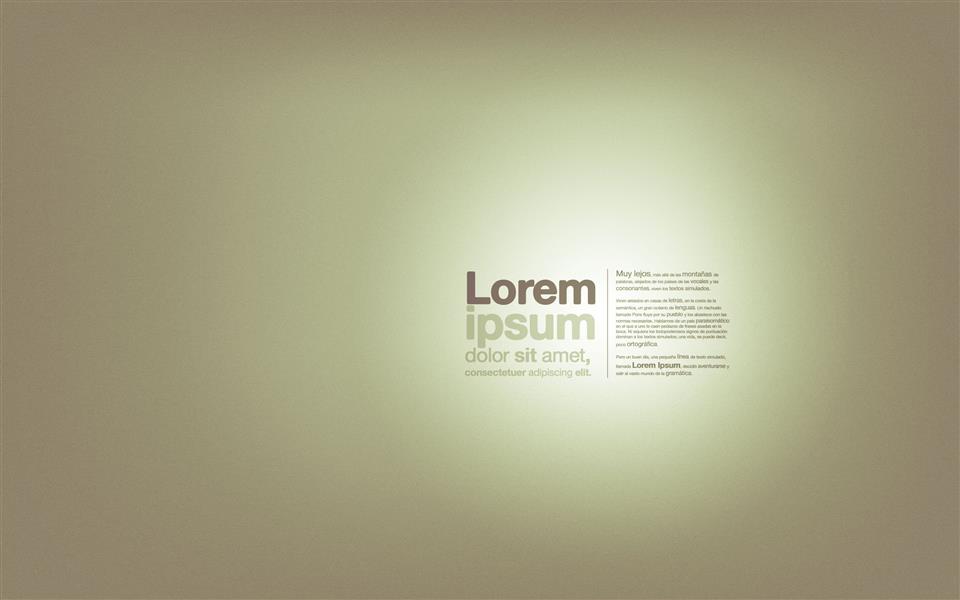 Lorem
ipsum
dolor sit amet,
consectetuer adipiscing elit.
Muy lejos, más allá de las montañas de
palabras, alejados de los países de las vocales y las
consonantes, viven los textos simulados.
Viven aislados en casas de letras, en la costa de la
semántica, un gran océano de lenguas. Un riachuelo
llamado Pons fluye por su pueblo y los abastece con las
normas necesarias. Hablamos de un país paraisomático
en el que a uno le caen pedazos de frases asadas en la
boca. Ni siquiera los todopoderosos signos de puntuación
dominan a los textos simulados; una vida, se puede decir,
poco ortográfica.
Pero un buen día, una pequeña línea de texto simulado,
llamada Lorem Ipsum, decidió aventurarse y
salir al vasto mundo de la gramática.